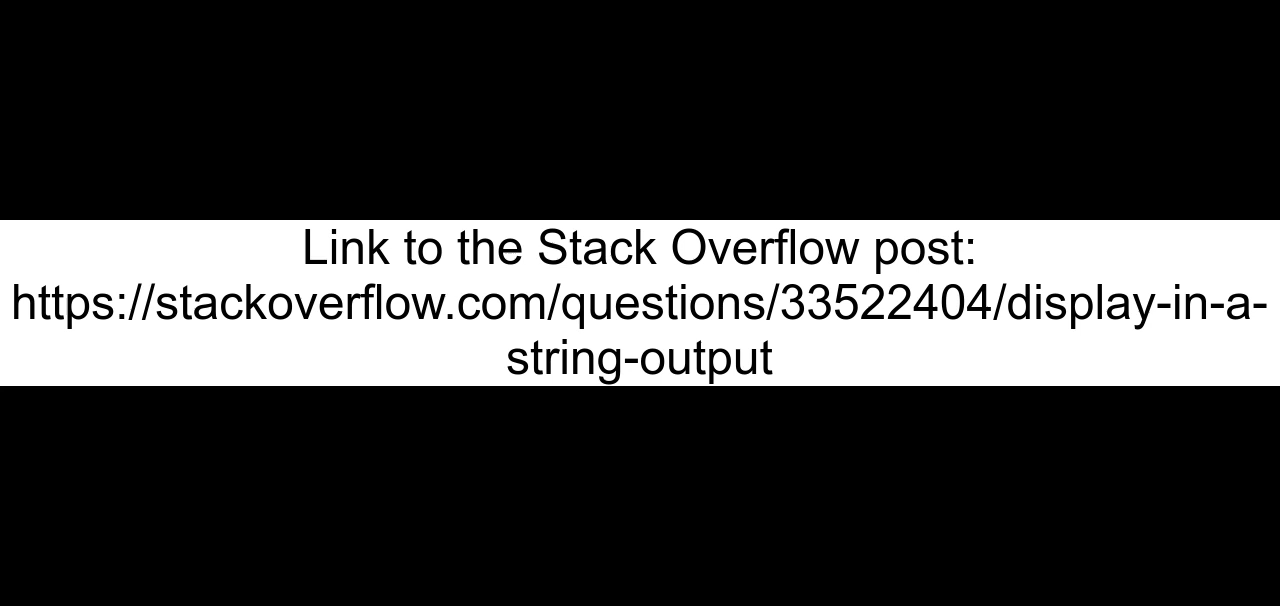 Link to the Stack Overflow post:
https://stackoverflow.com/questions/33522404/display-in-a-
string-output